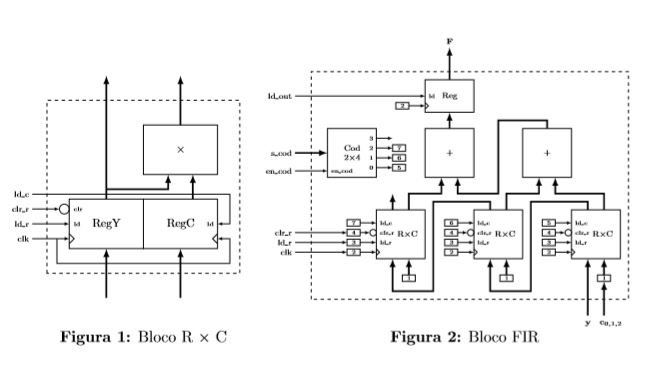 F
ld_out
ld Reg
2
3
Cod 2 7
2×4 1 6
0 5
s_cod
en_cod
en_cod
+
+
×
ld_c
clr_r
clr
ld_r
ld RegY RegC ld
clk
7 ld_c
clr_r 4 clr_r R×C
ld_r 3 ld_r
clk 2
1
6 ld_c
4 clr_r R×C
3 ld_r
2
1
5 ld_c
4 clr_r R×C
3 ld_r
2
1
y c0,1,2
Figura 1: Bloco R × C
Figura 2: Bloco FIR